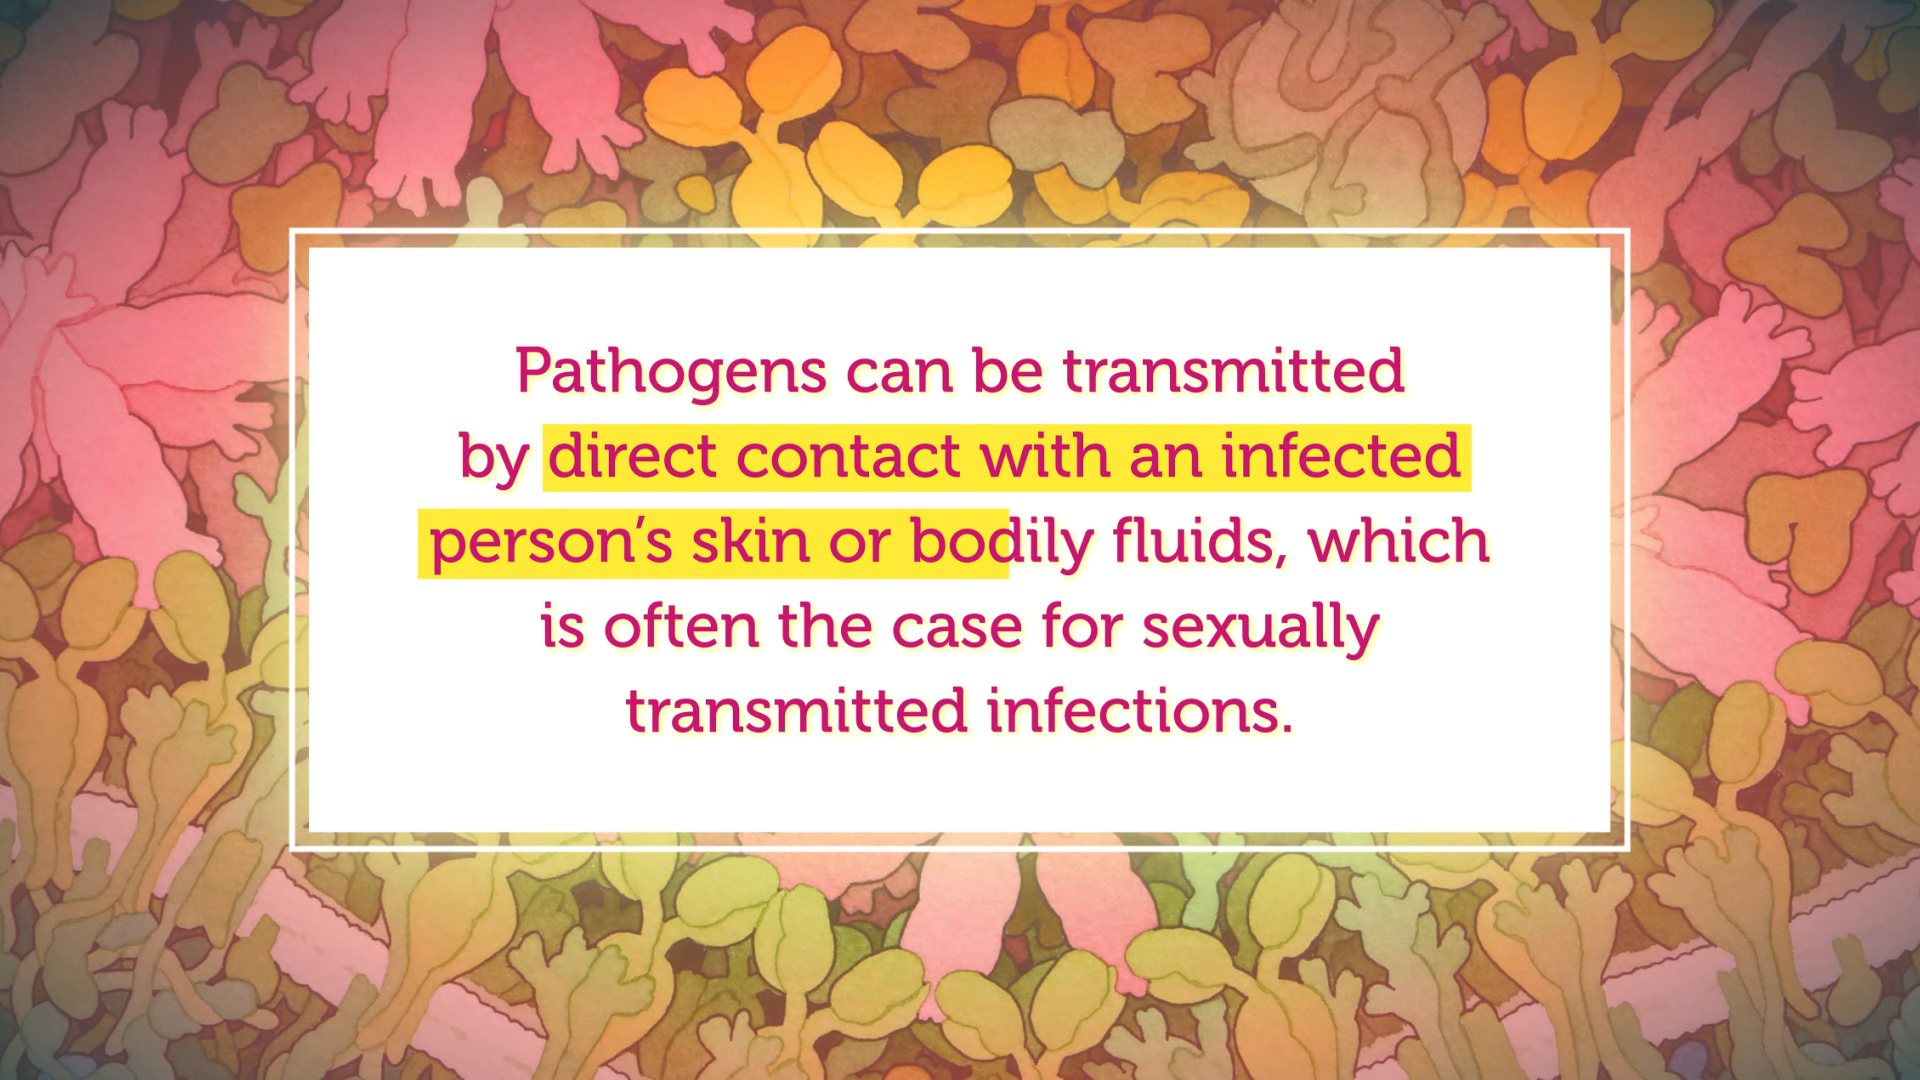 Pathogens can be transmitted
by direct contact with an infected
person's skin or bodily fluids, which
is often the case for sexually
transmitted infections.